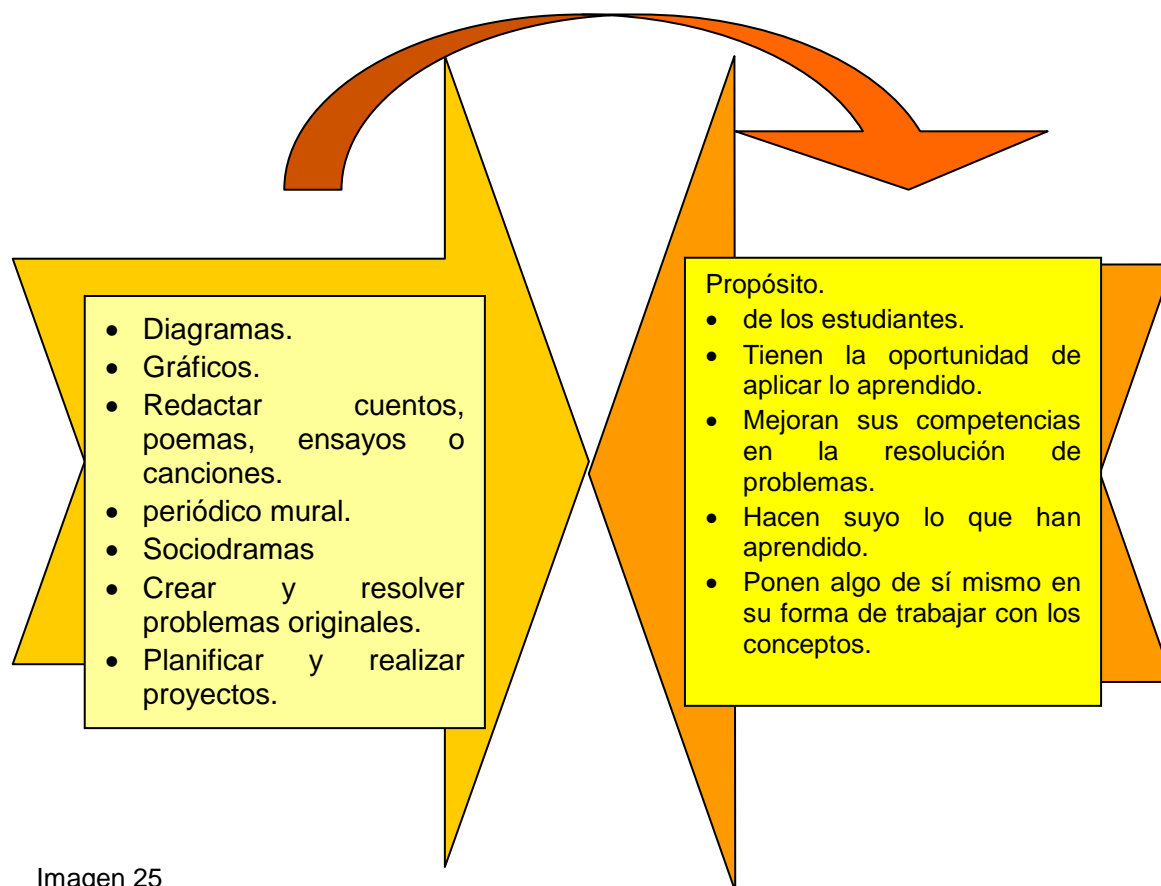 • Diagramas.
• Gráficos.
• Redactar cuentos,
poemas, ensayos o
canciones.
• periódico mural.
• Sociodramas
• Crear y resolver
problemas originales.
• Planificar y realizar
proyectos.
Propósito.
• de los estudiantes.
• Tienen la oportunidad de
aplicar lo aprendido.
• Mejoran sus competencias
en la resolución de
problemas.
• Hacen suyo lo que han
aprendido.
• Ponen algo de sí mismo en
su forma de trabajar con los
conceptos.
Imagen 25